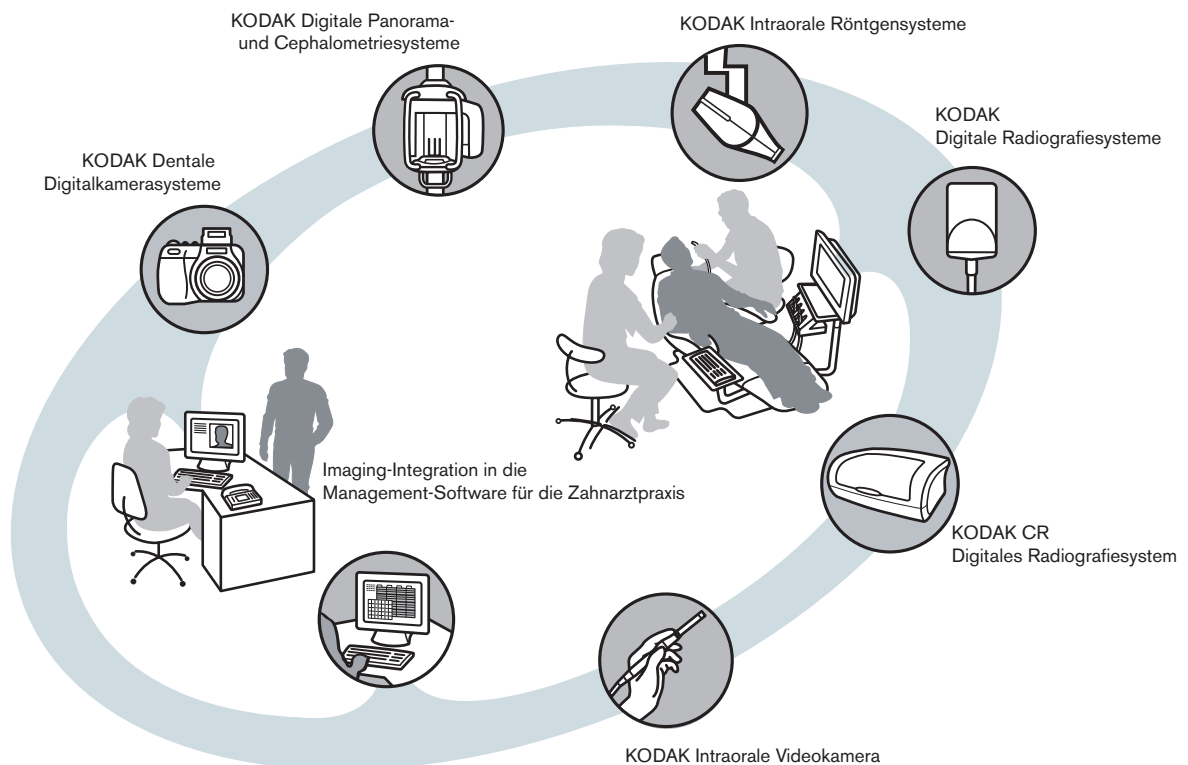 KODAK Digitale Panorama-
und Cephalometriesysteme
KODAK Intraorale Röntgensysteme
KODAK
Digitale Radiografiesysteme
KODAK Dentale
Digitalkamerasysteme
Imaging-Integration in die
Management-Software für die Zahnarztpraxis
KODAK CR
Digitales Radiografiesystem
KODAK Intraorale Videokamera